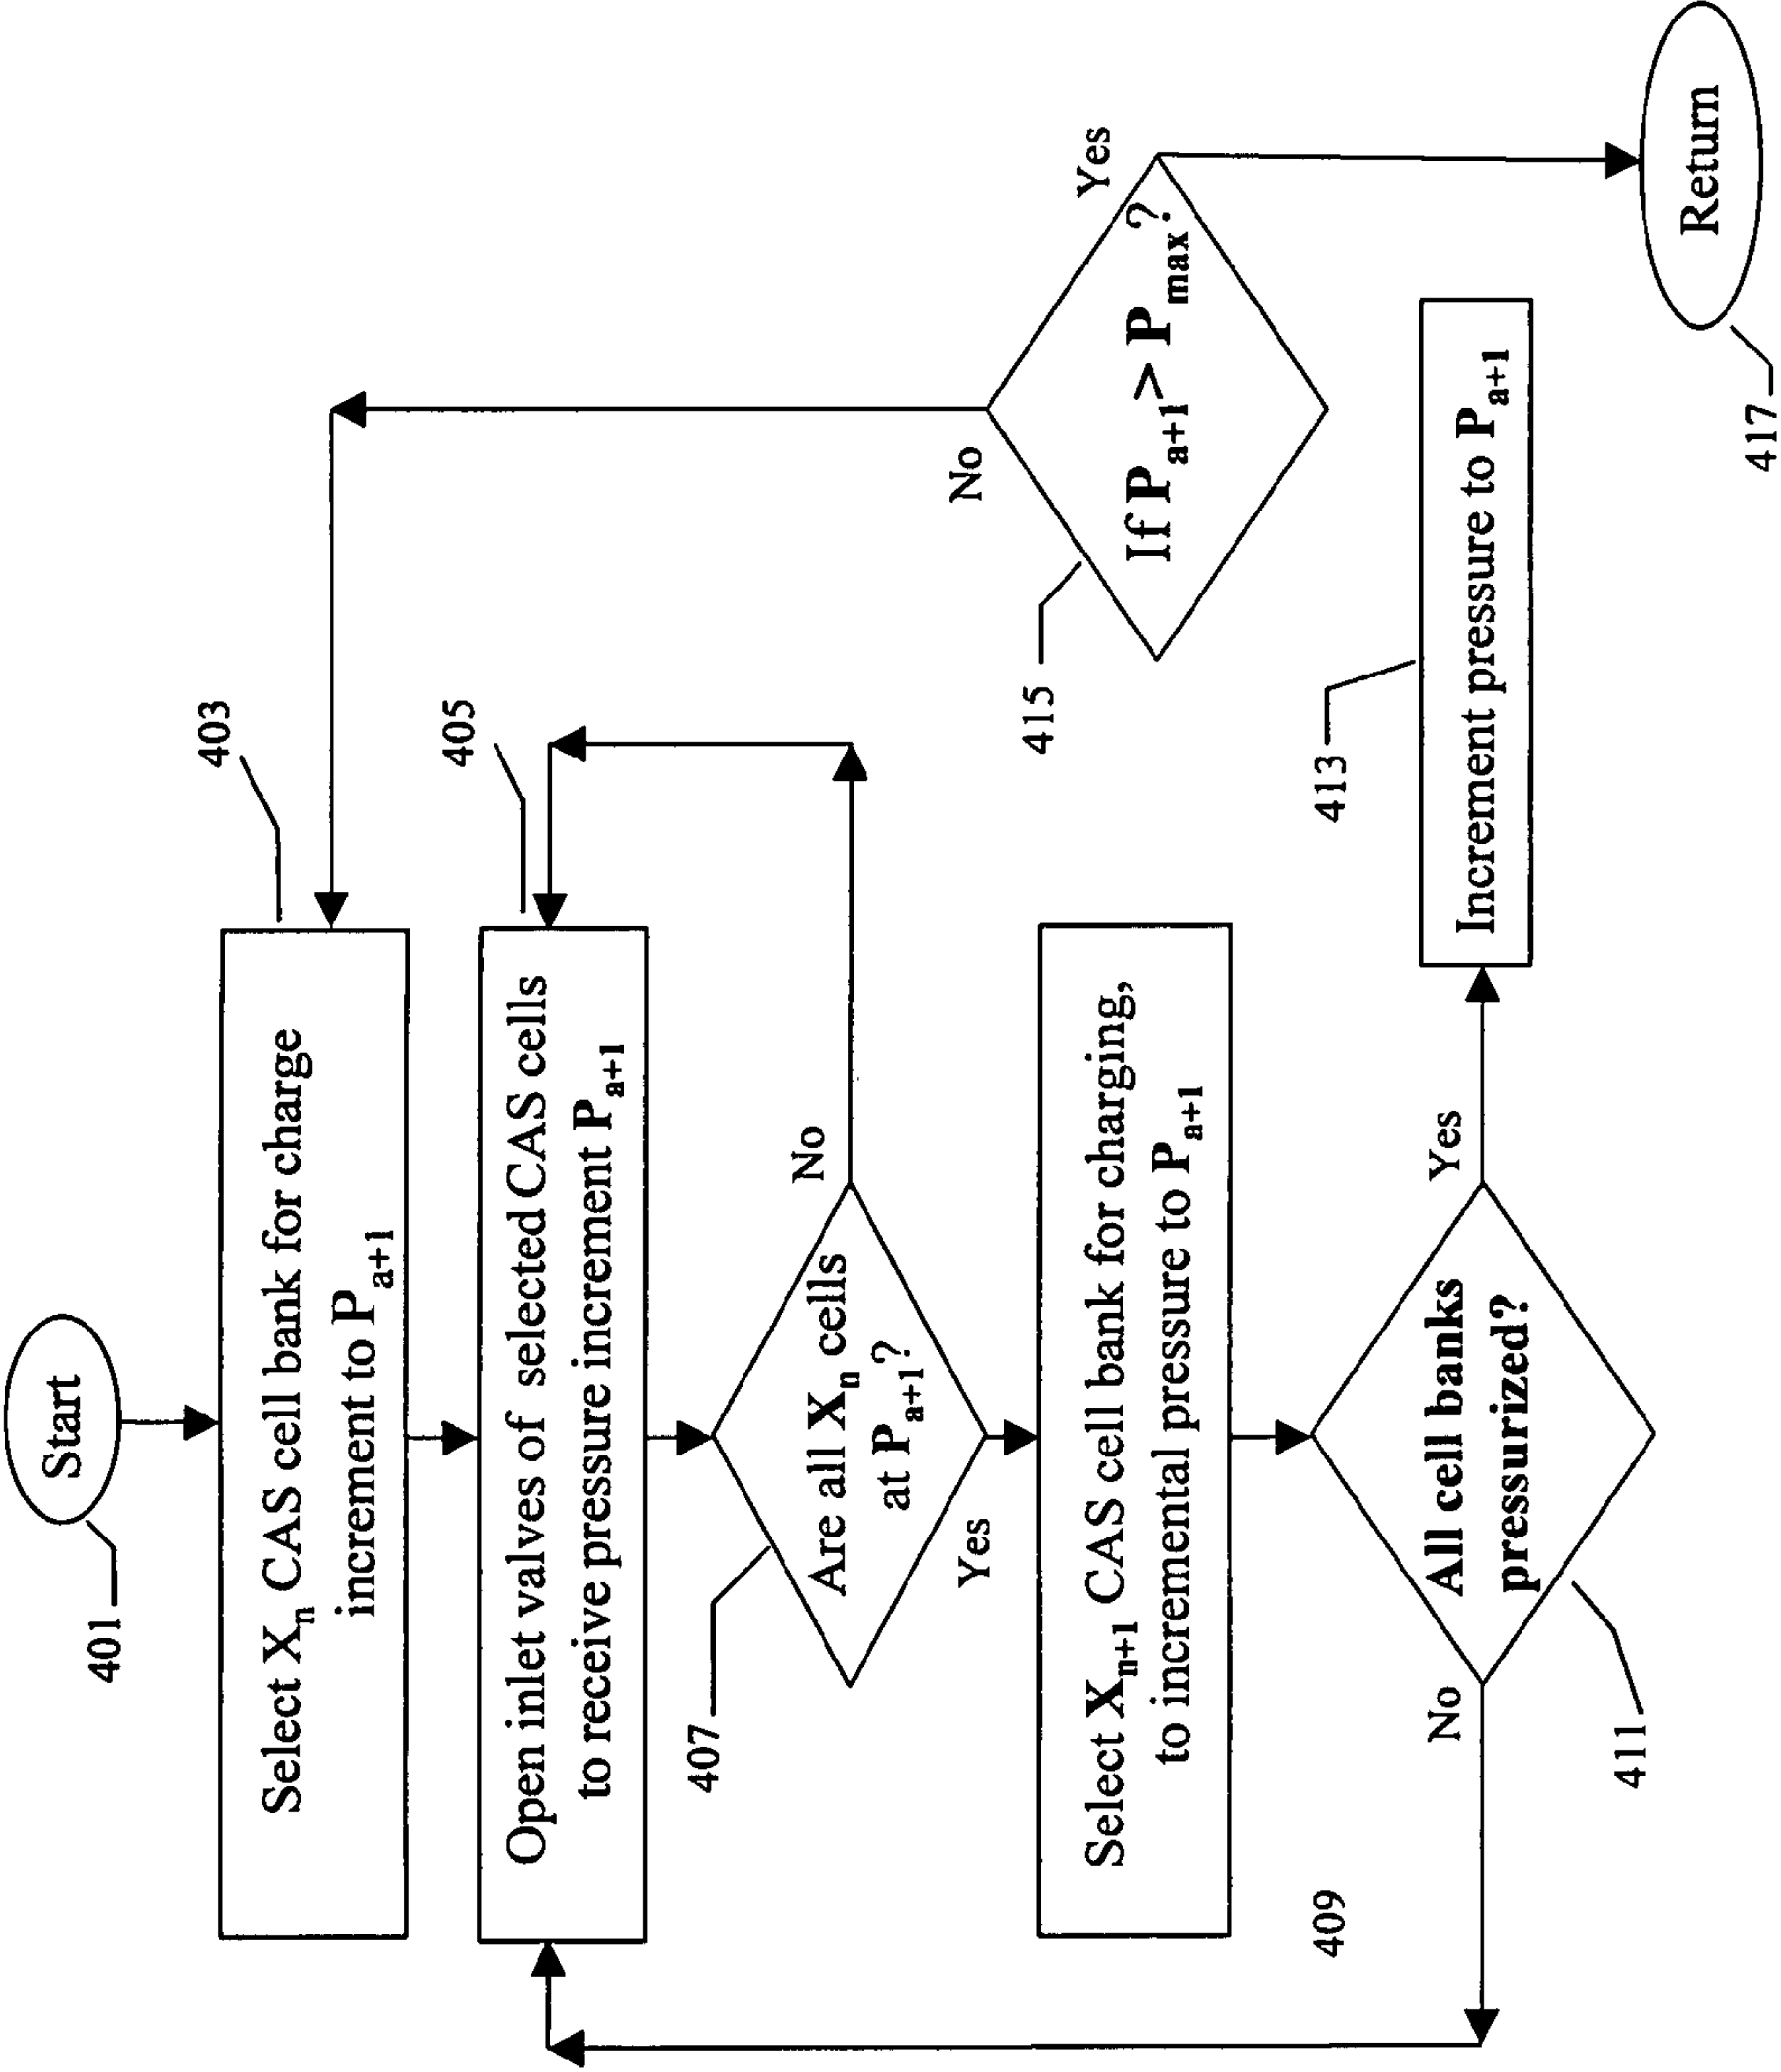 Start
401
Select Xn CAS cell bank for charge
increment to Pa+1
403
Open inlet valves of selected CAS cells
to receive pressure increment Pa+1
405
Are all Xn cells
at Pa+1?
407
No
Yes
Select Xn+1 CAS cell bank for charging,
to incremental pressure to Pa+1
409
All cell banks
pressurized?
411
No
Yes
Increment pressure to Pa+1
413
If Pa+1 > Pmax?
415
No
Yes
Return
417